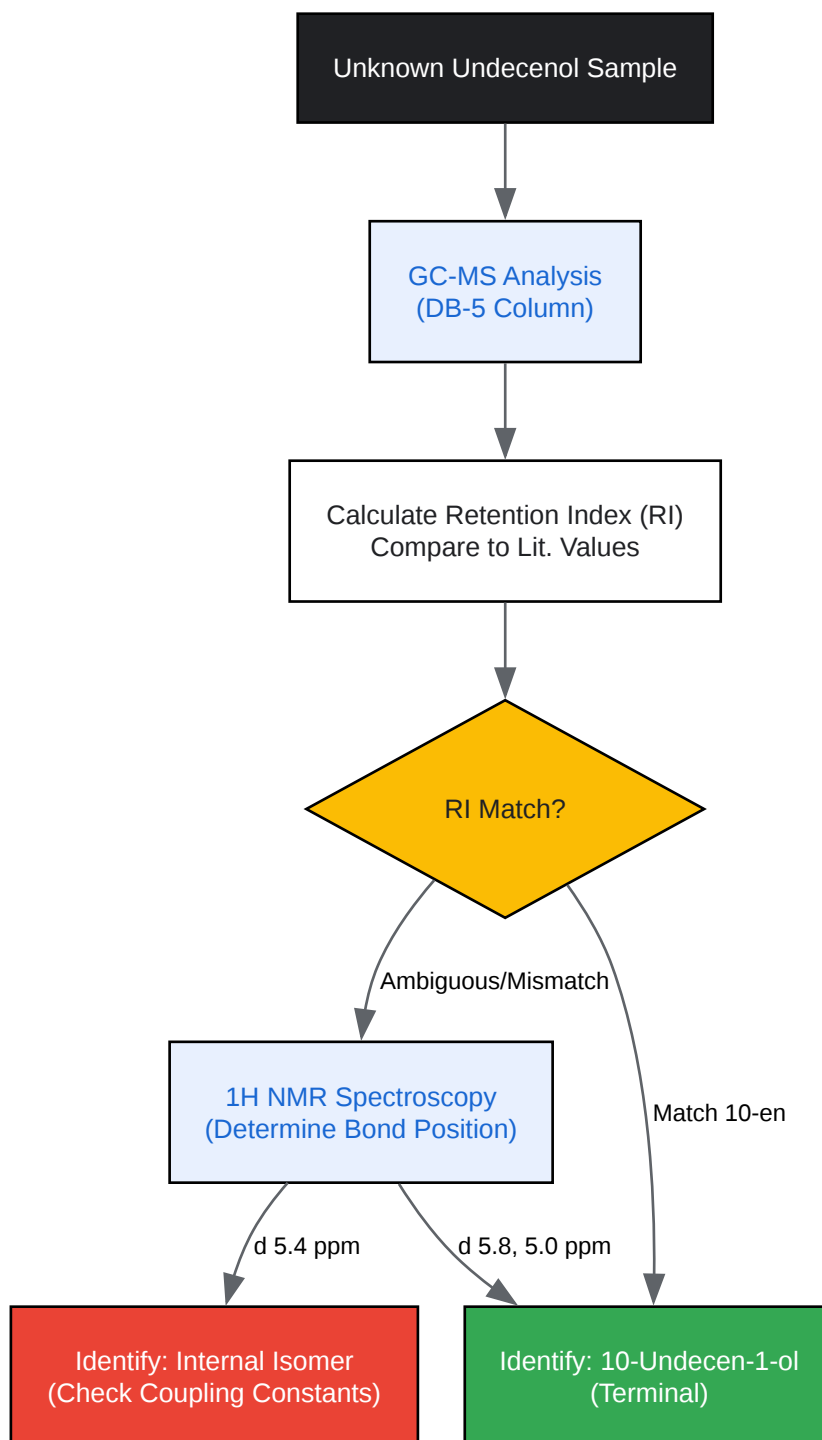 Unknown Undecenol Sample
GC-MS Analysis
(DB-5 Column)
Calculate Retention Index (RI)
Compare to Lit. Values
RI Match?
Ambiguous/Mismatch
1H NMR Spectroscopy
(Determine Bond Position)
Match 10-en
d 5.4 ppm
d 5.8, 5.0 ppm
Identify: Internal Isomer
(Check Coupling Constants)
Identify: 10-Undecen-1-ol
(Terminal)